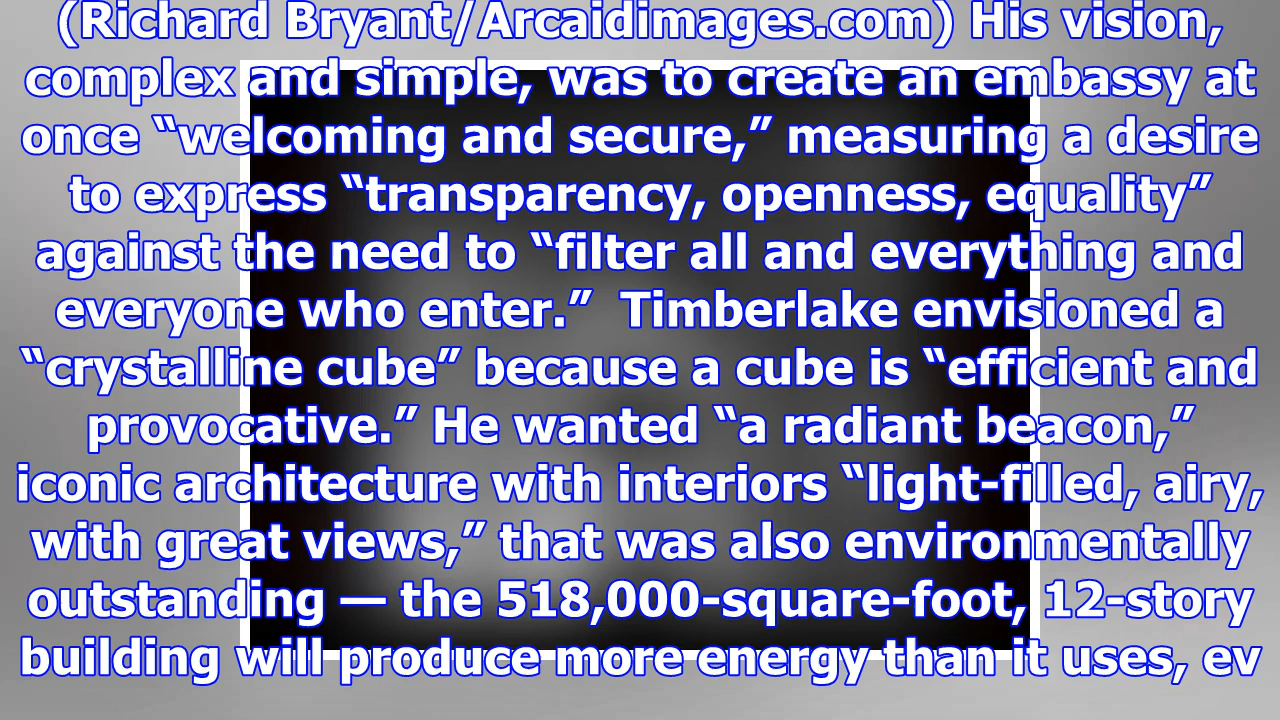 (Richard Bryant/Arcaidimages.com) His vision,
complex and simple, was to create an embassy at
once “welcoming and secure,” measuring a desire
to express “transparency, openness, equality”
against the need to “filter all and everything and
everyone who enter.”  Timberlake envisioned a
“crystalline cube” because a cube is “efficient and
provocative.” He wanted “a radiant beacon,”
iconic architecture with interiors “light-filled, airy,
with great views,” that was also environmentally
outstanding — the 518,000-square-foot, 12-story
building will produce more energy than it uses, ev